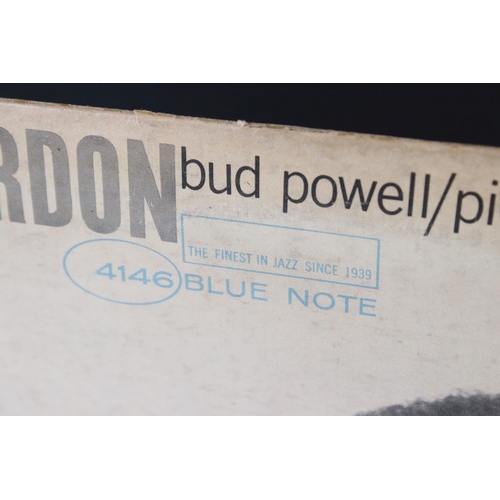 RDON bud powell/pi
THE FINEST IN JAZZ SINCE 1939
4146 BLUE NOTE